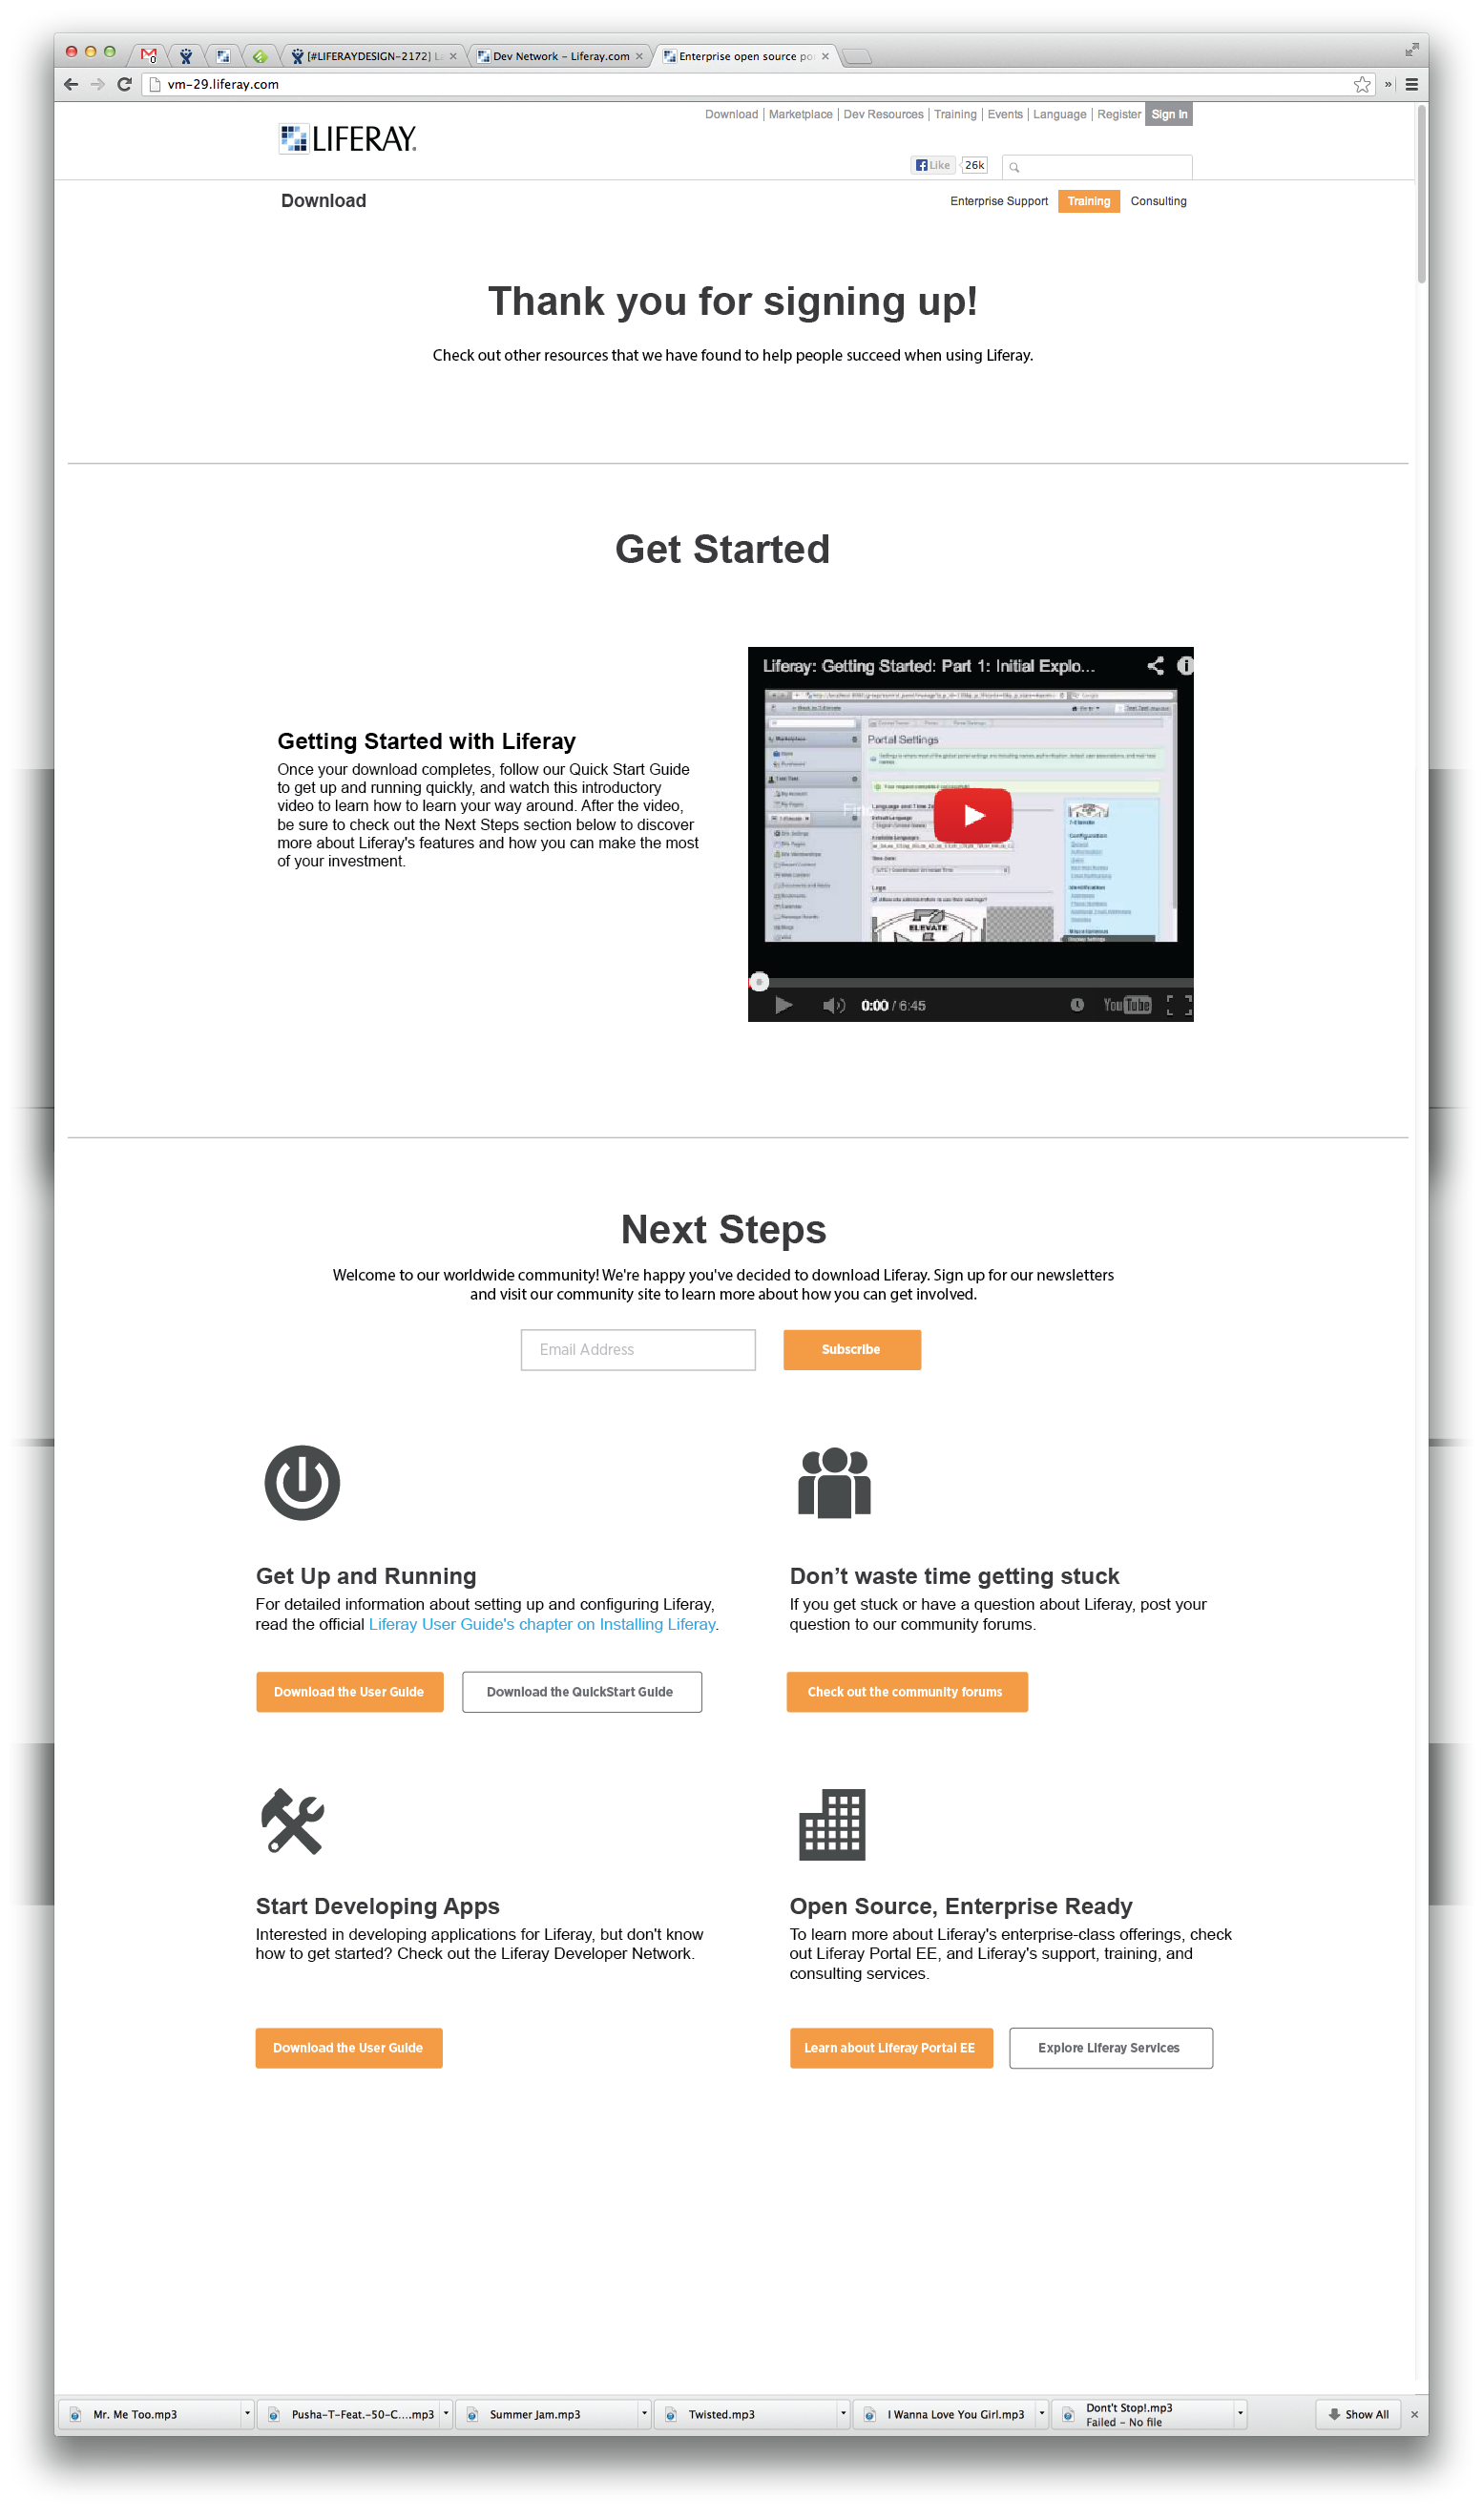 0
[#LIFERAYDESIGN-2172] L
Dev Network – Liferay.com
Enterprise open source po
vm-29.liferay.com
Download | Marketplace | Dev Resources | Training | Events | Language | Register
Sign In
LIFERAY.
Like
26k
Download
Enterprise Support
Training
Consulting
Thank you for signing up!
Check out other resources that we have found to help people succeed when using Liferay.
Get Started
Liferay: Getting Started: Part 1: Initial Explo...
Portal Settings
ELEVATE
0:00 / 6:45
YouTube
Getting Started with Liferay
Once your download completes, follow our Quick Start Guide
to get up and running quickly, and watch this introductory
video to learn how to learn your way around. After the video,
be sure to check out the Next Steps section below to discover
more about Liferay's features and how you can make the most
of your investment.
Next Steps
Welcome to our worldwide community! We're happy you've decided to download Liferay. Sign up for our newsletters
and visit our community site to learn more about how you can get involved.
Email Address
Subscribe
Get Up and Running
For detailed information about setting up and configuring Liferay,
read the official Liferay User Guide's chapter on Installing Liferay.
Download the User Guide
Download the QuickStart Guide
Don’t waste time getting stuck
If you get stuck or have a question about Liferay, post your
question to our community forums.
Check out the community forums
Start Developing Apps
Interested in developing applications for Liferay, but don't know
how to get started? Check out the Liferay Developer Network.
Download the User Guide
Open Source, Enterprise Ready
To learn more about Liferay's enterprise-class offerings, check
out Liferay Portal EE, and Liferay's support, training, and
consulting services.
Learn about Liferay Portal EE
Explore Liferay Services
Mr. Me Too.mp3
Pusha-T-Feat.-50-C....mp3
Summer Jam.mp3
Twisted.mp3
I Wanna Love You Girl.mp3
Dont't Stop!.mp3
Failed – No file
Show All